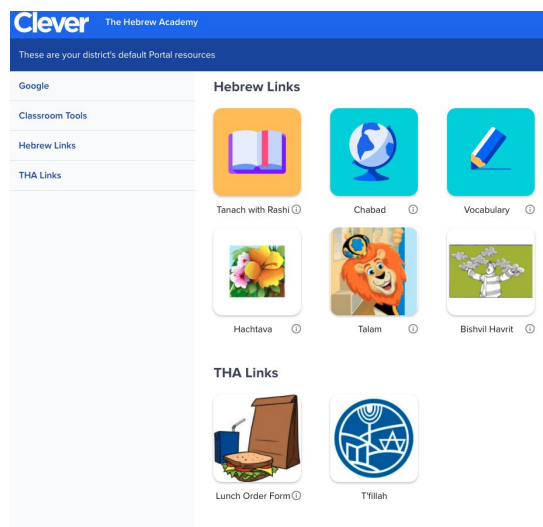 Clever The Hebrew Academy
These are your district's default Portal resources
Google
Classroom Tools
Hebrew Links
THA Links
Hebrew Links
Tanach with Rashi
Chabad
Vocabulary
Hachtava
Talam
Bishvil Havrit
THA Links
Lunch Order Form
T'fillah